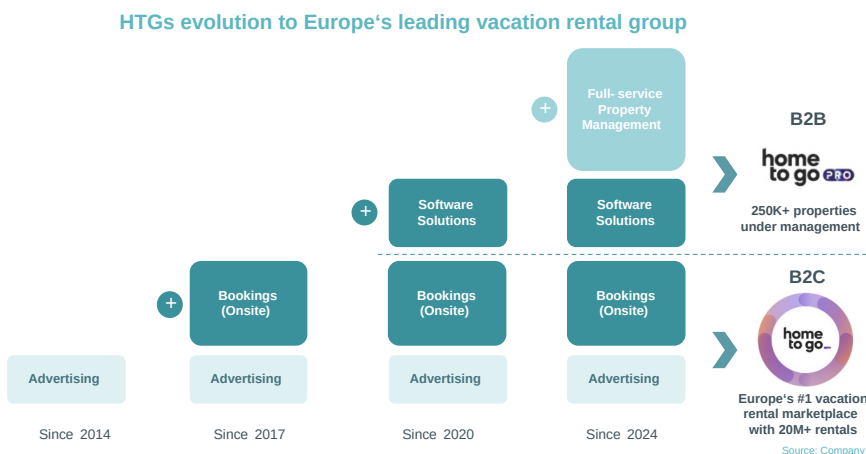 HTGs evolution to Europe‘s leading vacation rental group
+
Full- service
Property
Management
B2B
home
to go PRO
250K+ properties
under management
+
Software
Solutions
Software
Solutions
+
Bookings
(Onsite)
Bookings
(Onsite)
Bookings
(Onsite)
B2C
home
to go
Europe‘s #1 vacation
rental marketplace
with 20M+ rentals
Advertising
Advertising
Advertising
Advertising
Since 2014
Since 2017
Since 2020
Since 2024
Source: Company